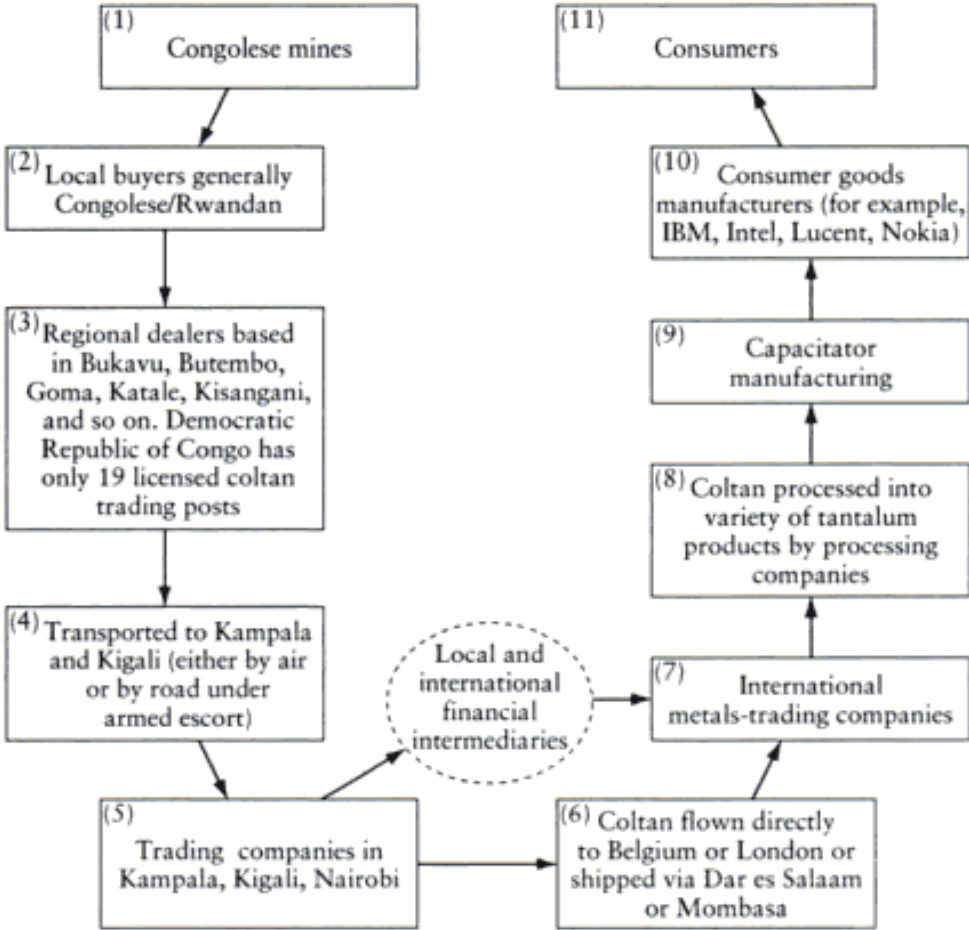 (1)
Congolese mines
(2)
Local buyers generally
Congolese/Rwandan
(3)
Regional dealers based
in Bukavu, Butembo,
Goma, Katale, Kisangani,
and so on. Democratic
Republic of Congo has
only 19 licensed coltan
trading posts
(4)
Transported to Kampala
and Kigali (either by air
or by road under
armed escort)
(5)
Trading companies in
Kampala, Kigali, Nairobi
Local and
international
financial
intermediaries
(6)
Coltan flown directly
to Belgium or London or
shipped via Dar es Salaam
or Mombasa
(7)
International
metals-trading companies
(8)
Coltan processed into
variety of tantalum
products by processing
companies
(9)
Capacitator
manufacturing
(10)
Consumer goods
manufacturers (for example,
IBM, Intel, Lucent, Nokia)
(11)
Consumers